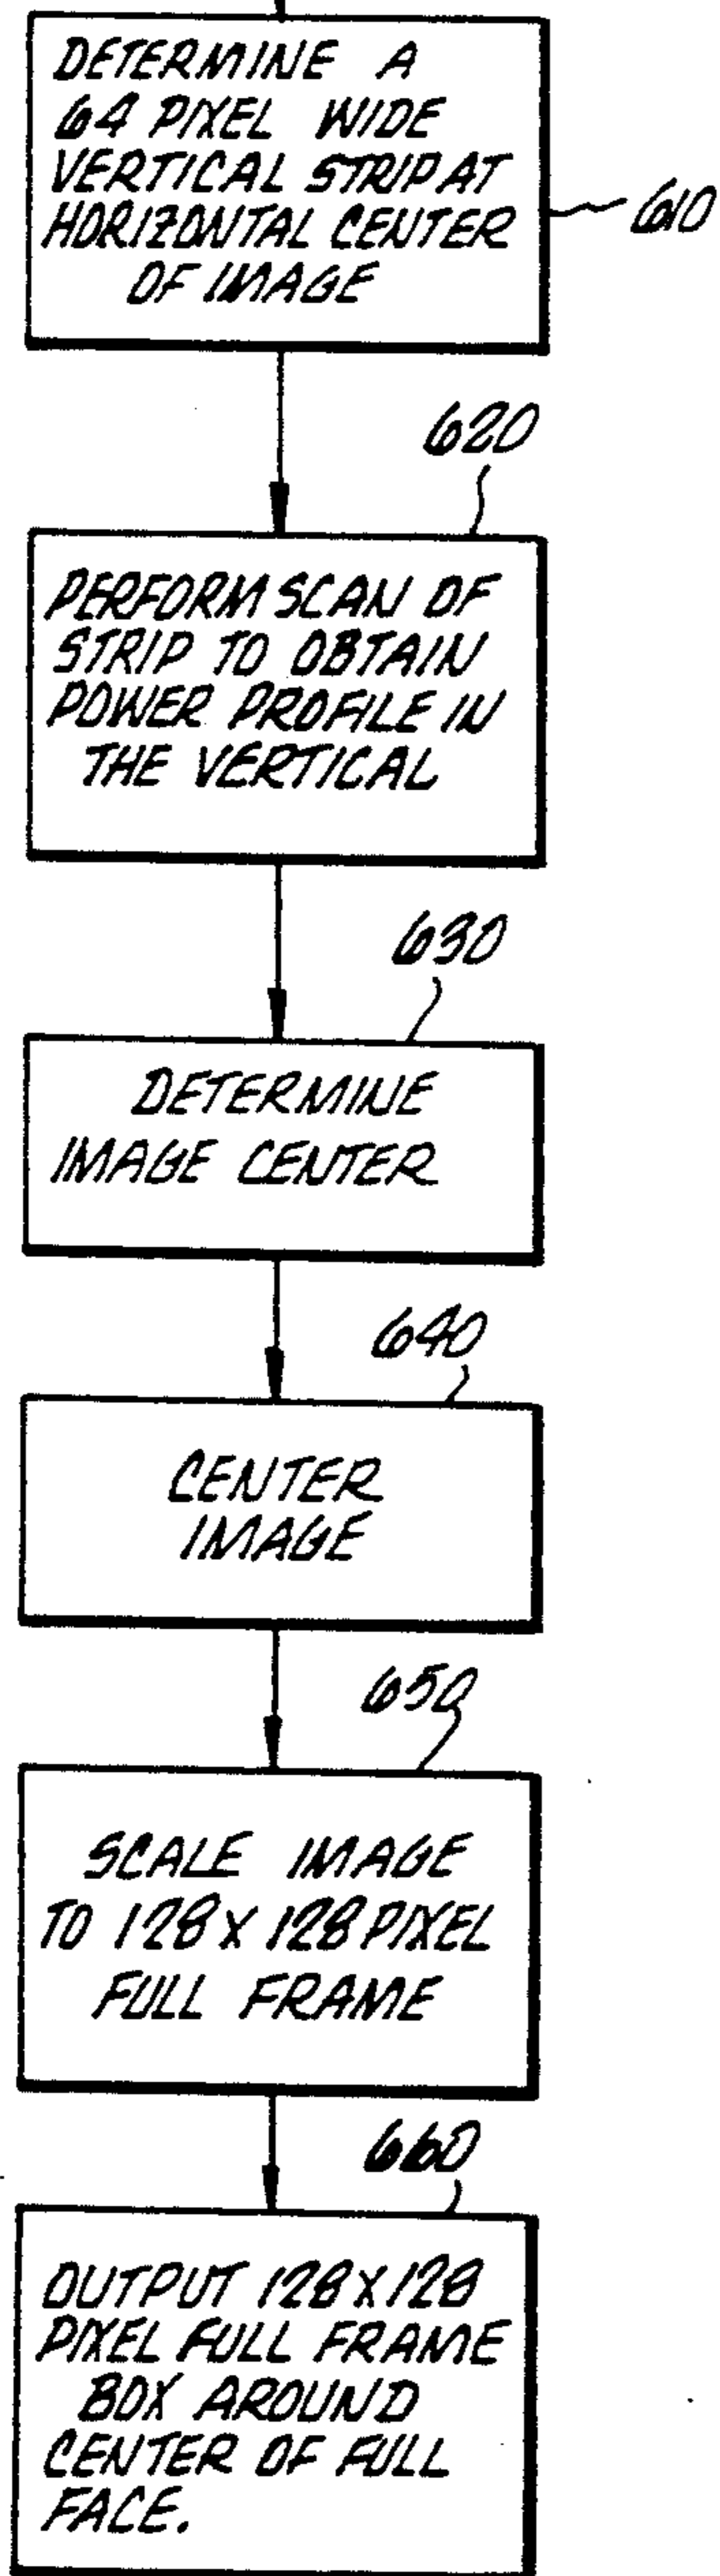 DETERMINE A
64 PIXEL WIDE
VERTICAL STRIP AT
HORIZONTAL CENTER
OF IMAGE
610
620
PERFORM SCAN OF
STRIP TO OBTAIN
POWER PROFILE IN
THE VERTICAL
630
DETERMINE
IMAGE CENTER
640
CENTER
IMAGE
650
SCALE IMAGE
TO 128 X 128 PIXEL
FULL FRAME
660
OUTPUT 128 X 128
PIXEL FULL FRAME
BOX AROUND
CENTER OF FULL
FACE.